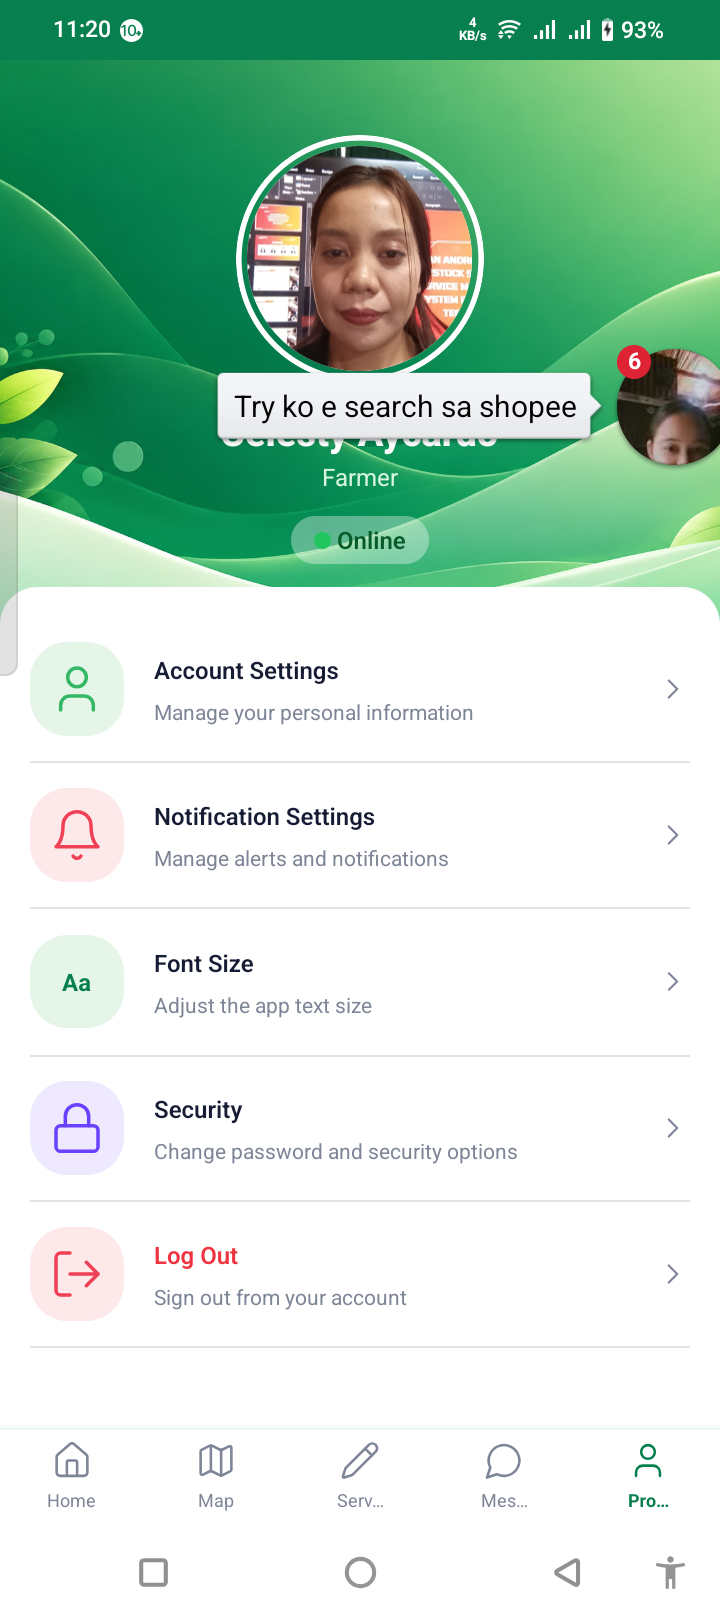 11:20 10+ 4 KB/s 93%
6
Try ko e search sa shopee
Farmer
Online
Account Settings
Manage your personal information
Notification Settings
Manage alerts and notifications
Aa
Font Size
Adjust the app text size
Security
Change password and security options
Log Out
Sign out from your account
Home Map Serv... Mes... Pro...